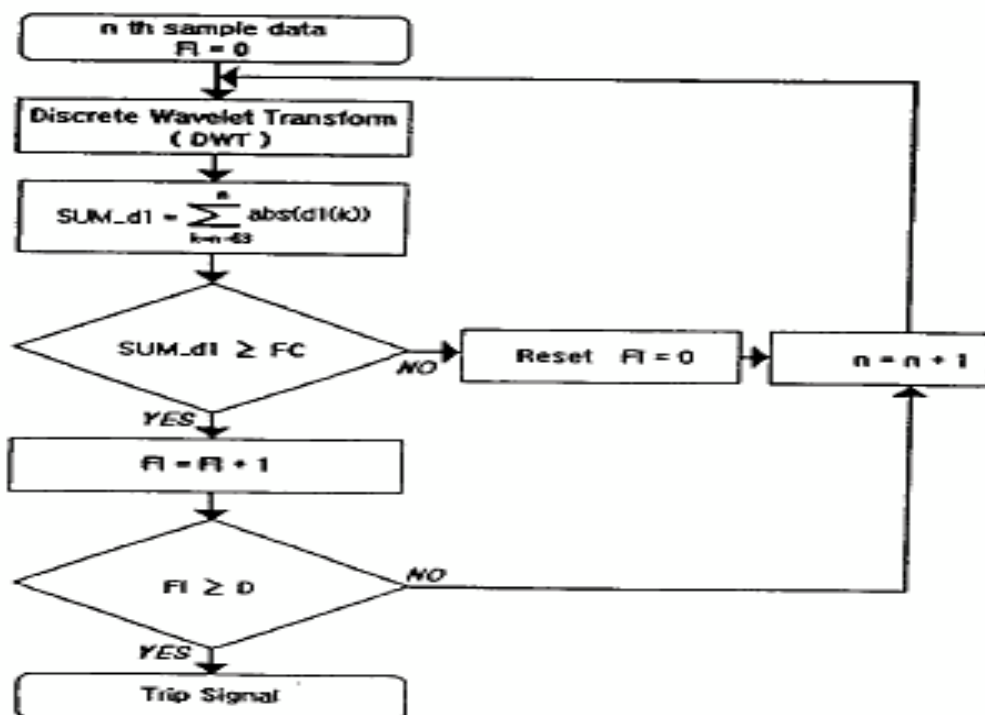 n th sample data
FI = 0
Discrete Wavelet Transform
( DWT )
n
SUM_d1 = ∑ abs(d1(k))
k=n-63
SUM_d1 ≥ FC
NO
Reset FI = 0
n = n + 1
YES
FI = FI + 1
FI ≥ D
NO
YES
Trip Signal